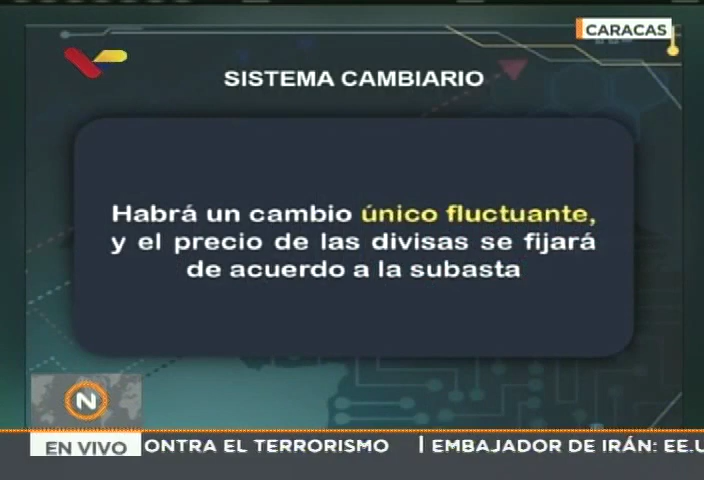 CARACAS
SISTEMA CAMBIARIO
Habrá un cambio único fluctuante,
y el precio de las divisas se fijará
de acuerdo a la subasta
N
EN VIVO
ONTRA EL TERRORISMO | EMBAJADOR DE IRÁN: EE.U